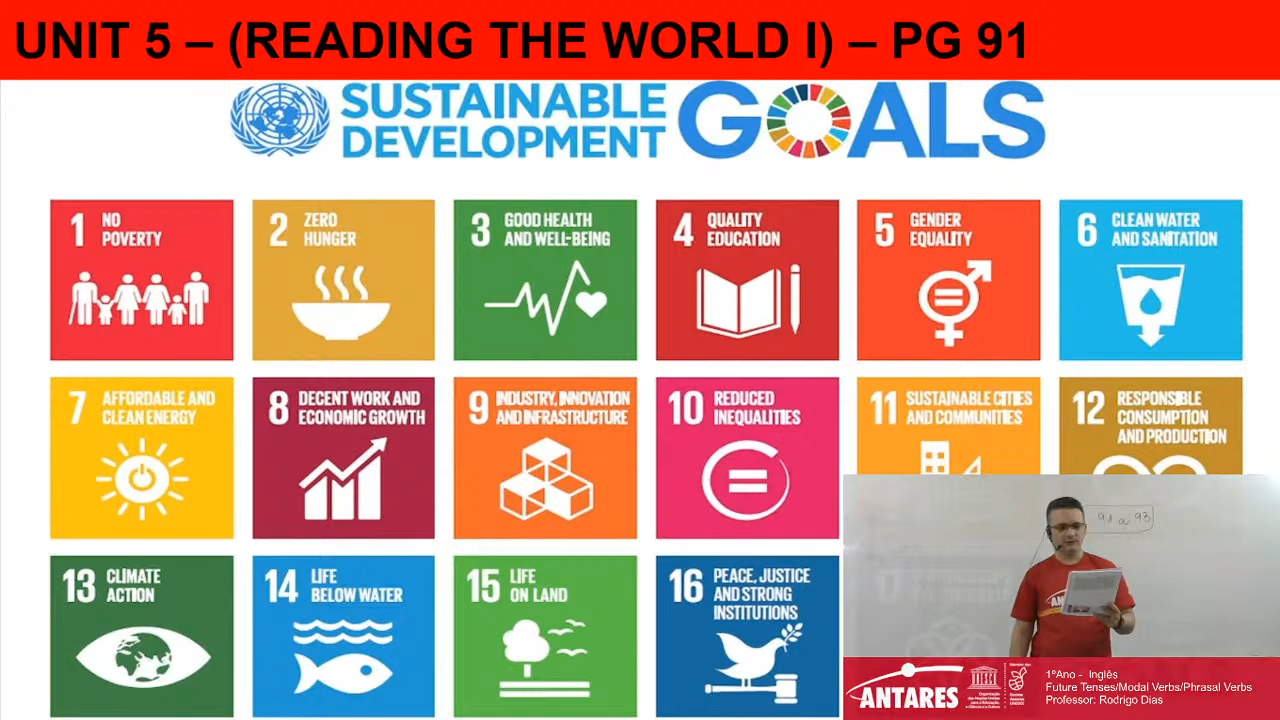 UNIT 5 – (READING THE WORLD I) – PG 91
SUSTAINABLE
DEVELOPMENT
GOALS
1 NO
POVERTY
2 ZERO
HUNGER
3 GOOD HEALTH
AND WELL-BEING
4 QUALITY
EDUCATION
5 GENDER
EQUALITY
6 CLEAN WATER
AND SANITATION
7 AFFORDABLE AND
CLEAN ENERGY
8 DECENT WORK AND
ECONOMIC GROWTH
9 INDUSTRY, INNOVATION
AND INFRASTRUCTURE
10 REDUCED
INEQUALITIES
11 SUSTAINABLE CITIES
AND COMMUNITIES
12 RESPONSIBLE
CONSUMPTION
AND PRODUCTION
13 CLIMATE
ACTION
14 LIFE
BELOW WATER
15 LIFE
ON LAND
16 PEACE, JUSTICE
AND STRONG
INSTITUTIONS
17
91 a 93
ANTARES
1ºAno - Inglês
Future Tenses/Modal Verbs/Phrasal Verbs
Professor: Rodrigo Dias